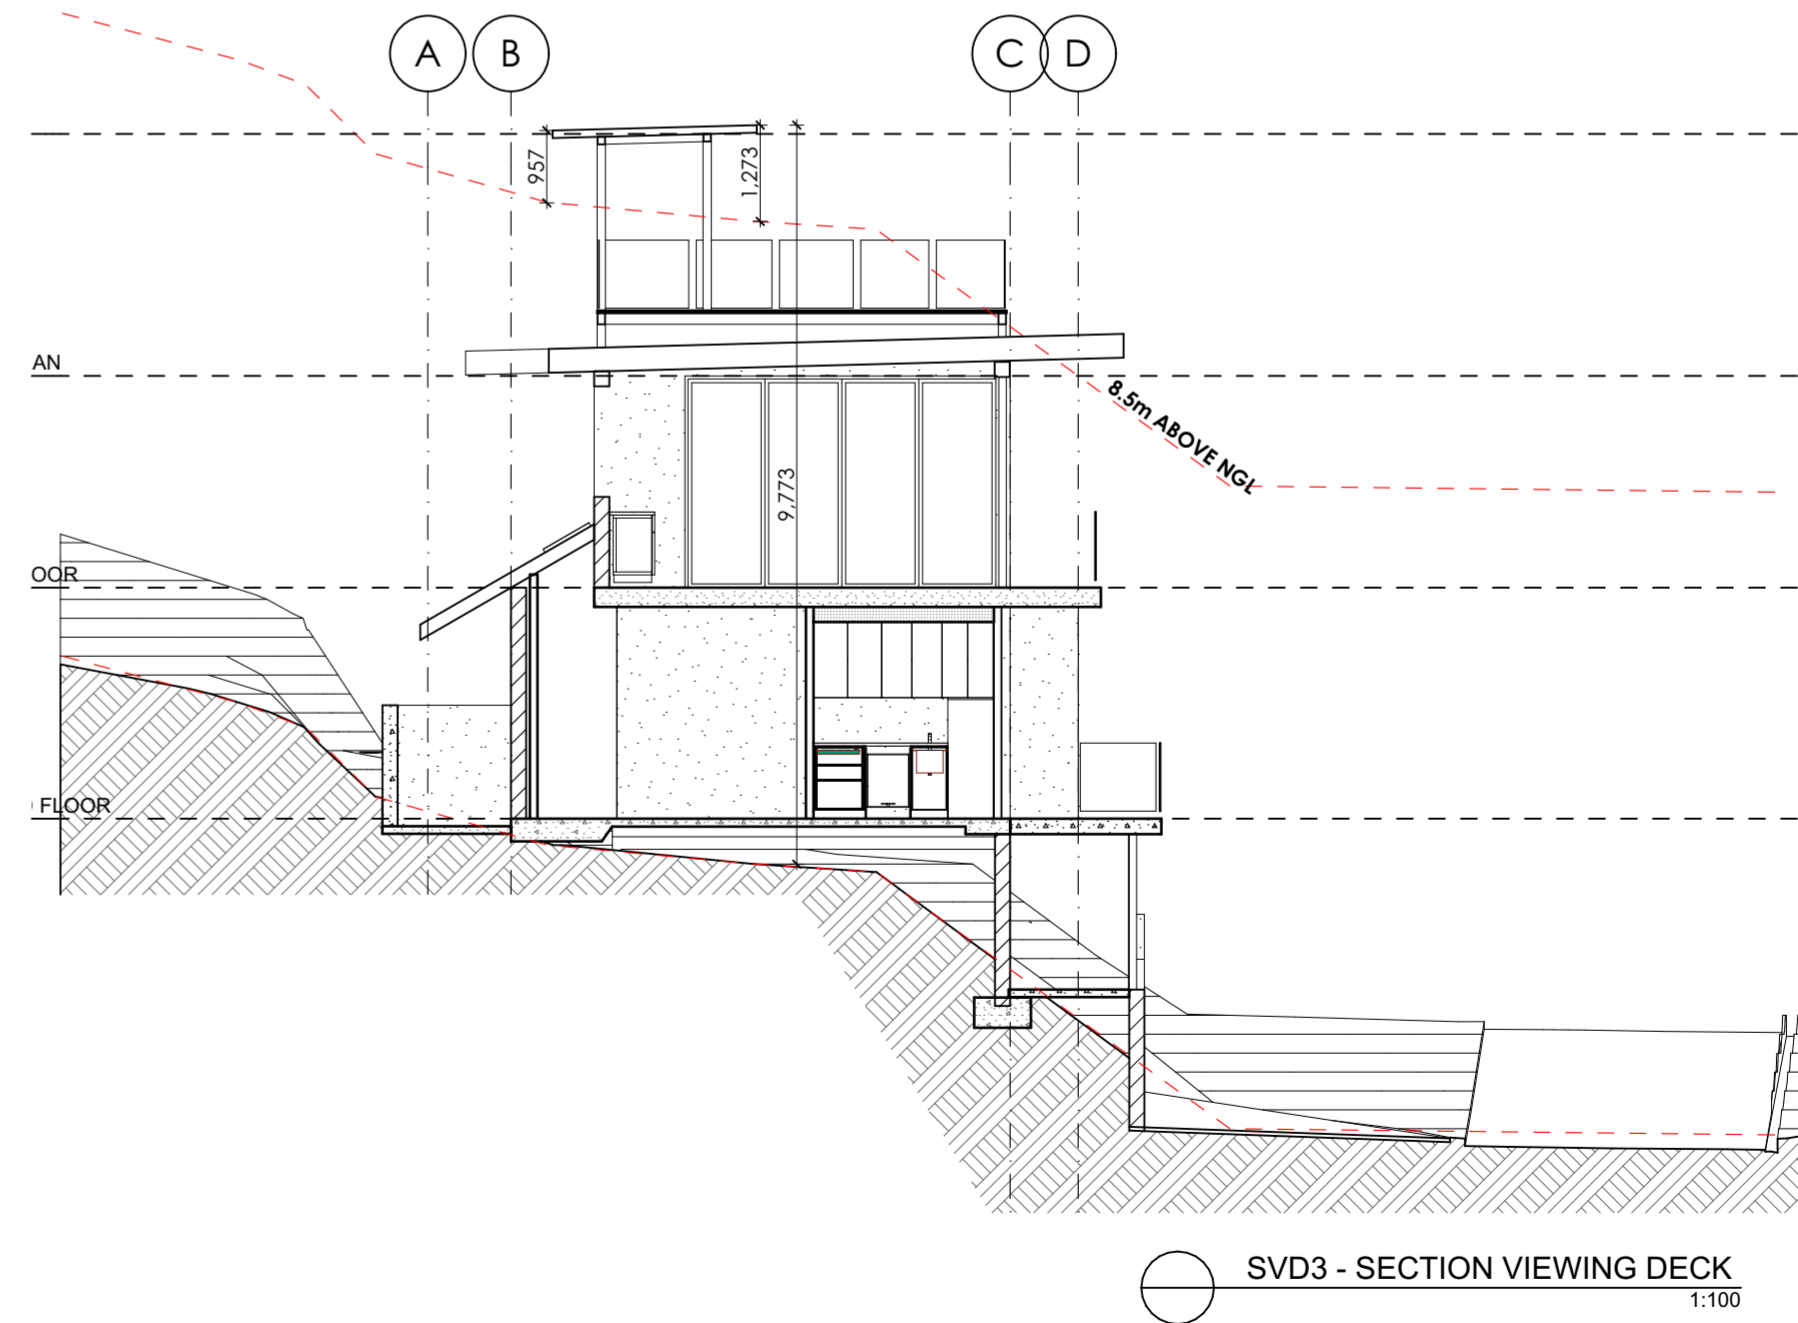 A
B
C
D
957
1,273
AN
8.5m ABOVE NGL
9,773
OOR
FLOOR
SVD3 - SECTION VIEWING DECK
1:100